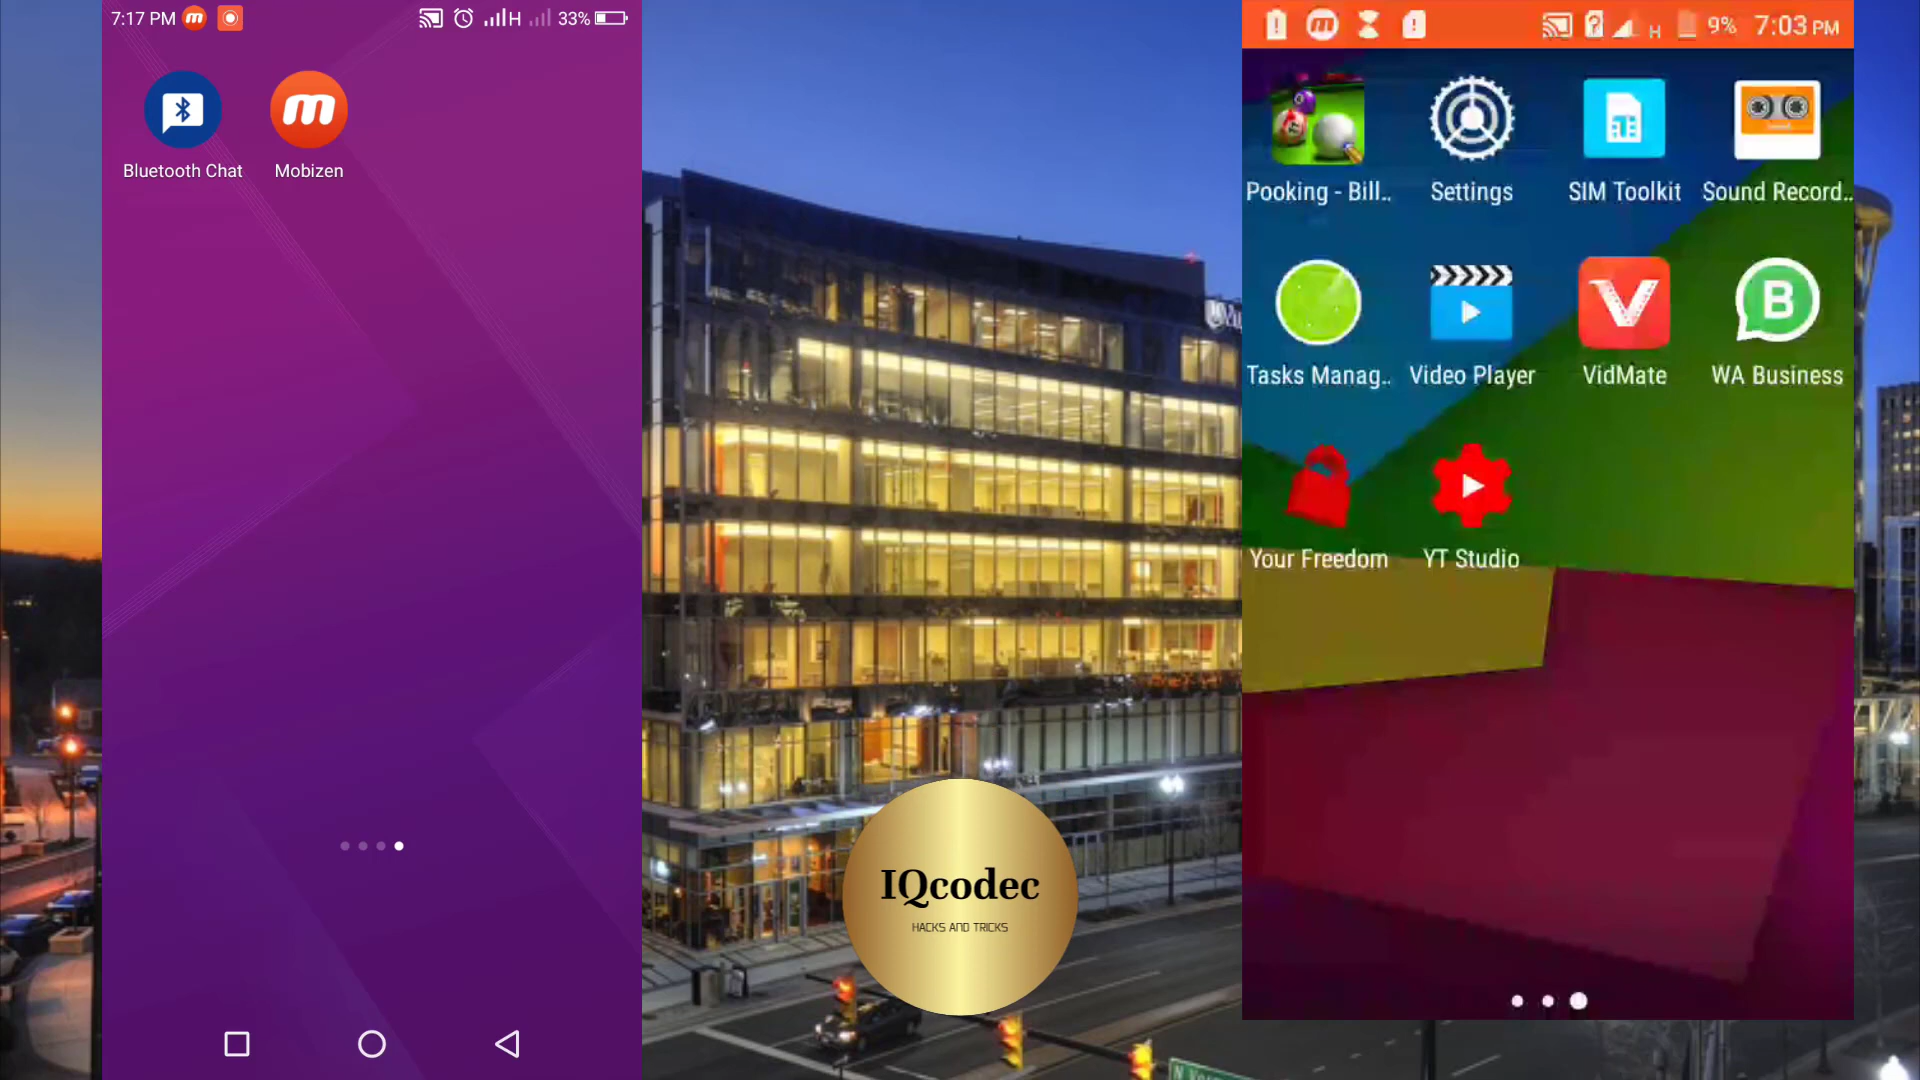 7:17 PM
H 33%
Bluetooth Chat
Mobizen
9% 7:03 PM
H
Pooking - Bill..
Settings
SIM Toolkit
Sound Record..
Tasks Manag..
Video Player
VidMate
WA Business
B
Your Freedom
YT Studio
IQcodec
HACKS AND TRICKS